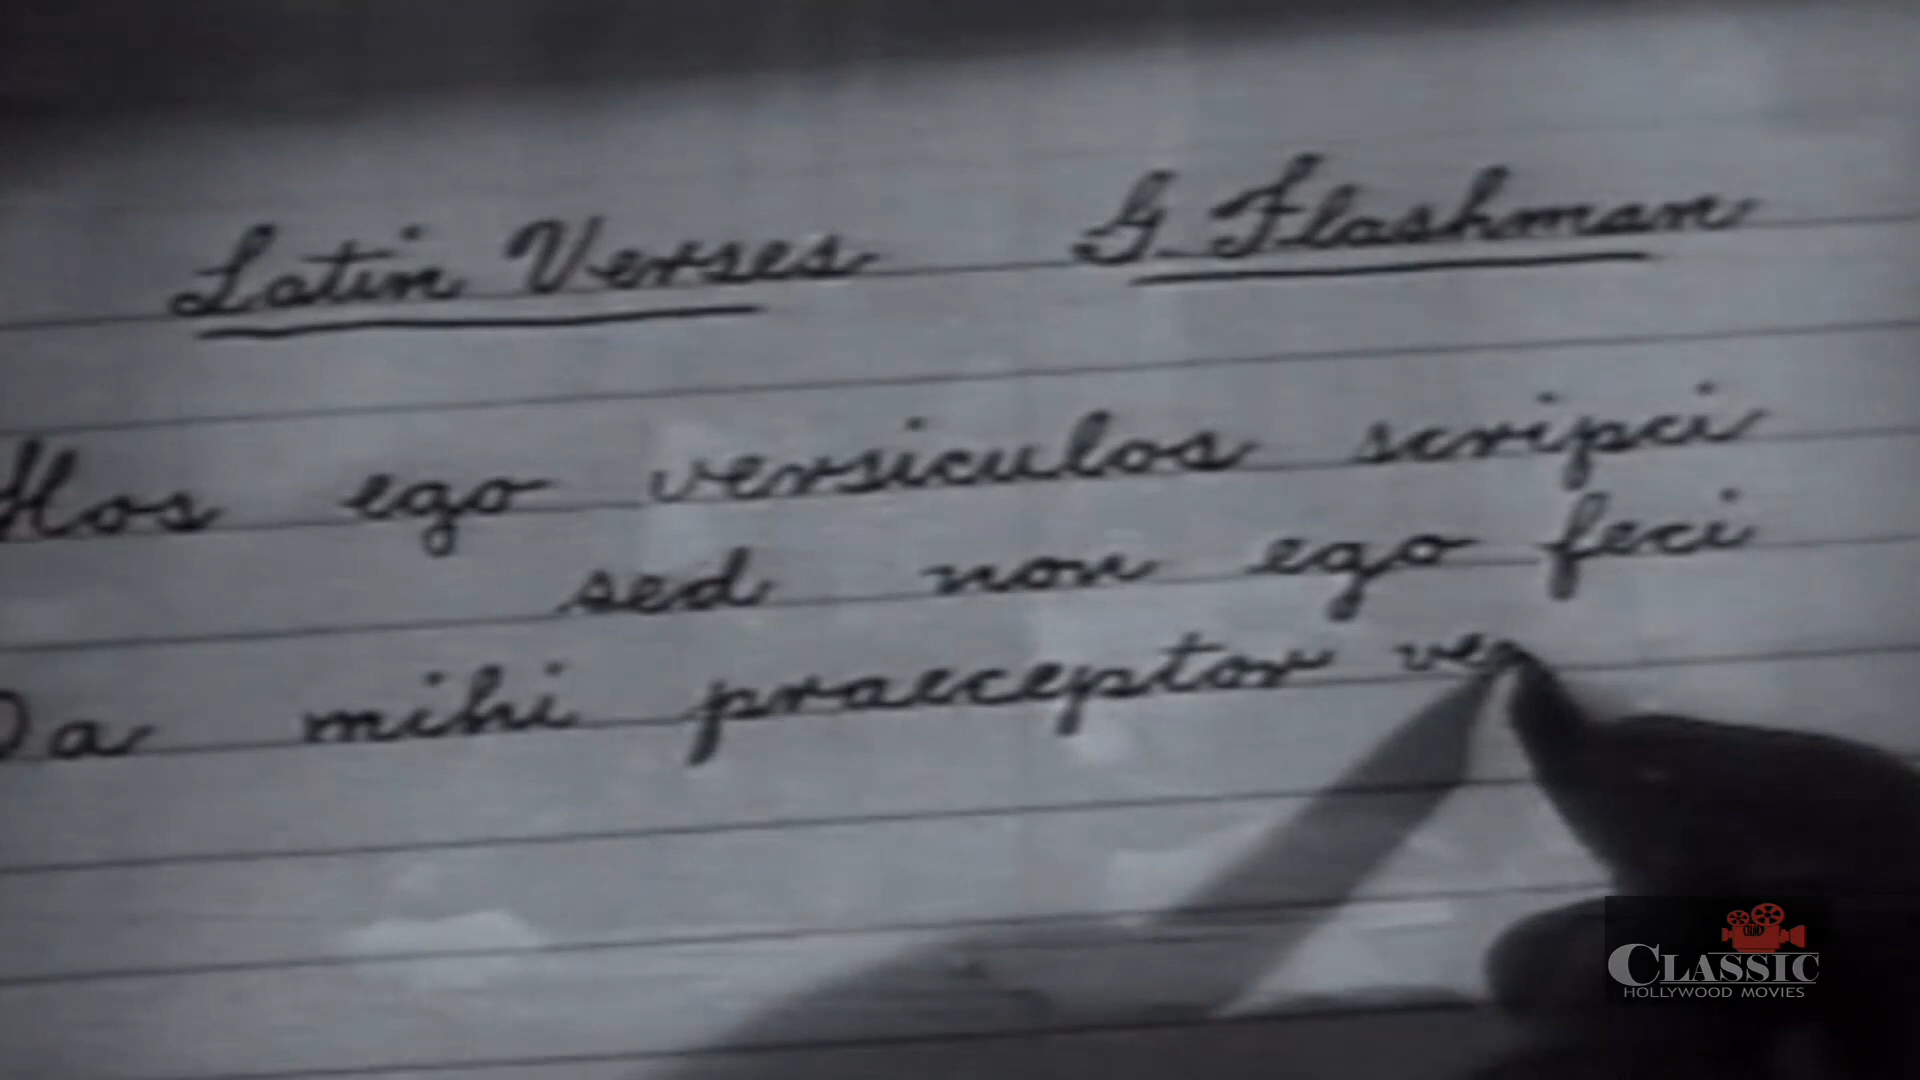 Latin Verses G. Flashman
Hos ego versiculos scripci
sed non ego feci
Da mihi praeceptor
CLASSIC
HOLLYWOOD MOVIES